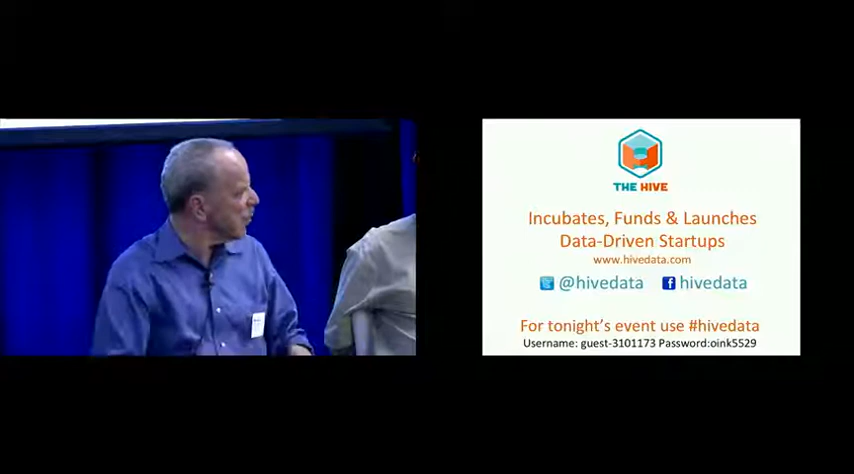 THE HIVE
Incubates, Funds & Launches
Data-Driven Startups
www.hivedata.com
@hivedata hivedata
For tonight's event use #hivedata
Username: guest-3101173 Password:oink5529